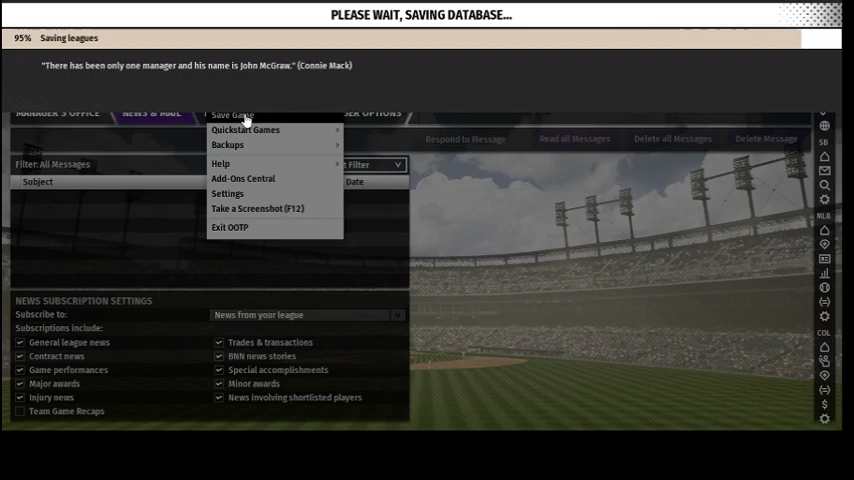 PLEASE WAIT, SAVING DATABASE...
95% Saving leagues
"There has been only one manager and his name is John McGraw." (Connie Mack)
MANAGER'S OFFICE NEWS & MAIL OPTIONS
Save Game
Quickstart Games
Backups
Help
Add-Ons Central
Settings
Take a Screenshot (F12)
Exit OOTP
Respond to Message Read all Messages Delete all Messages Delete Message
Filter: All Messages Filter
Subject Date
NEWS SUBSCRIPTION SETTINGS
Subscribe to: News from your league
Subscriptions include:
General league news Trades & transactions
Contract news BNN news stories
Game performances Special accomplishments
Major awards Minor awards
Injury news News involving shortlisted players
Team Game Recaps
SB
MLB
COL
$